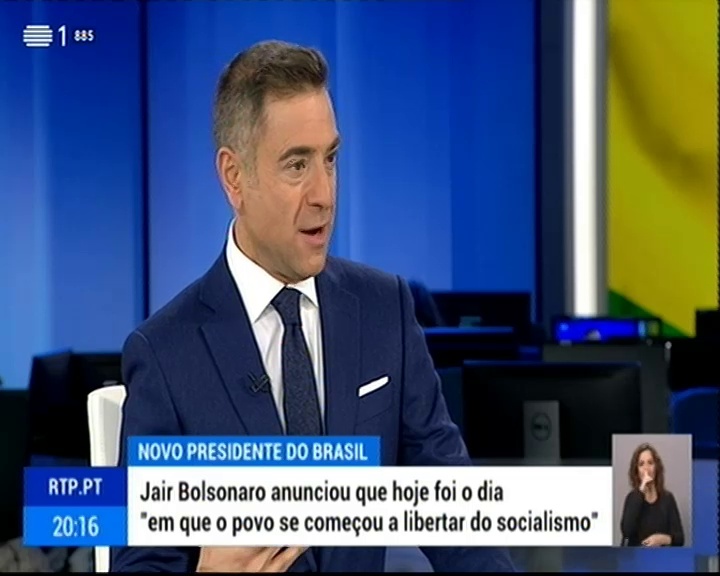 1 885
NOVO PRESIDENTE DO BRASIL
RTP.PT
Jair Bolsonaro anunciou que hoje foi o dia
20:16
"em que o povo se começou a libertar do socialismo"
DELL